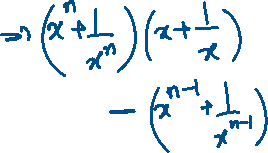 ⇒ (x^n + 1/x^n) (x + 1/x)
- (x^{n-1} + 1/x^{n-1})